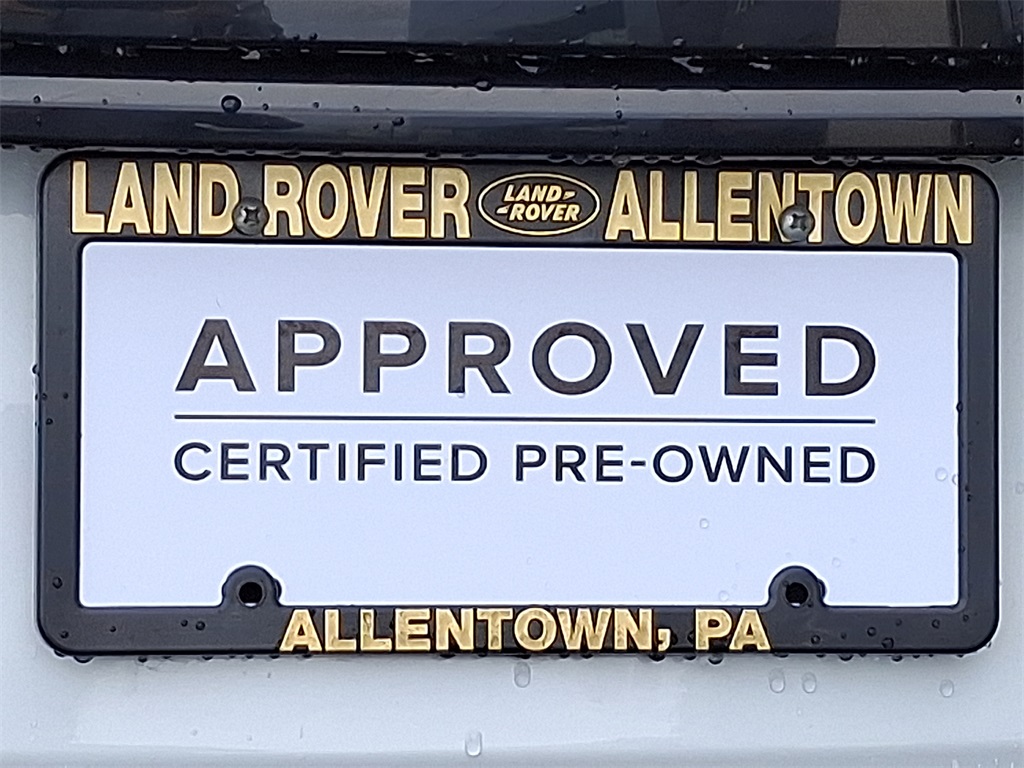 LAND ROVER LAND ROVER ALLENTOWN
APPROVED
CERTIFIED PRE-OWNED
ALLENTOWN, PA